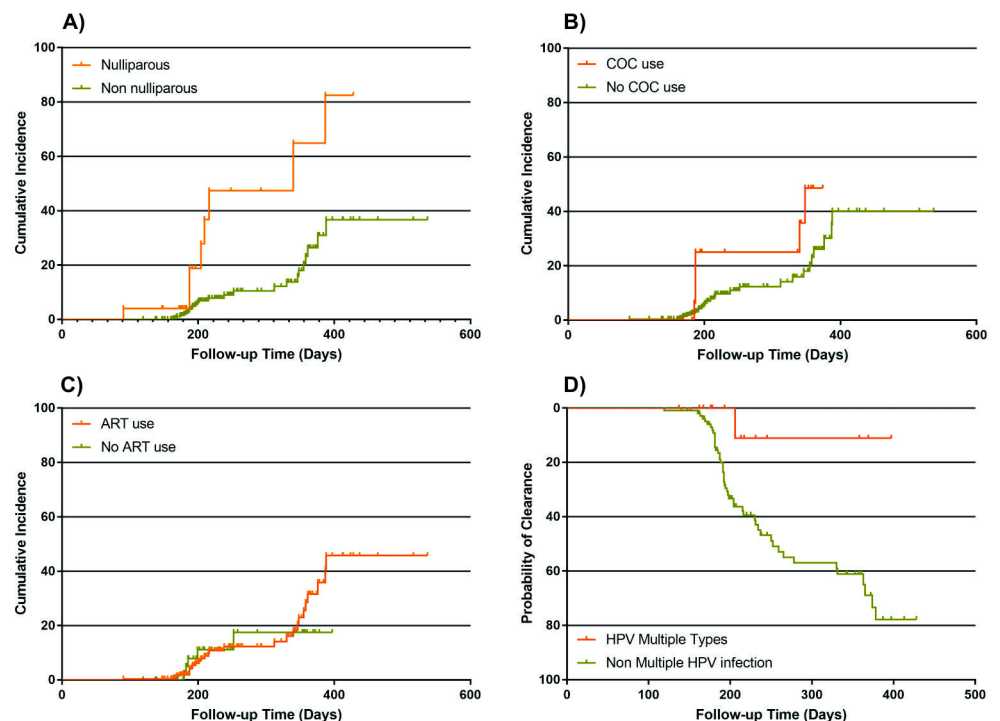 A)
100
80
60
40
20
0
Cumulative Incidence
Nulliparous
Non nulliparous
0 200 400 600
Follow-up Time (Days)
B)
100
80
60
40
20
0
Cumulative Incidence
COC use
No COC use
0 200 400 600
Follow-up Time (Days)
C)
100
80
60
40
20
0
Cumulative Incidence
ART use
No ART use
0 200 400 600
Follow-up Time (Days)
D)
0
20
40
60
80
100
Probability of Clearance
HPV Multiple Types
Non Multiple HPV infection
0 100 200 300 400 500
Follow-up Time (Days)